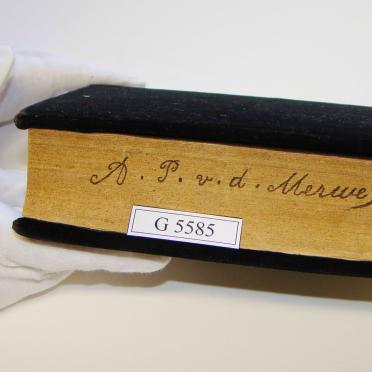 A. P. v. d. Merwe,
G 5585